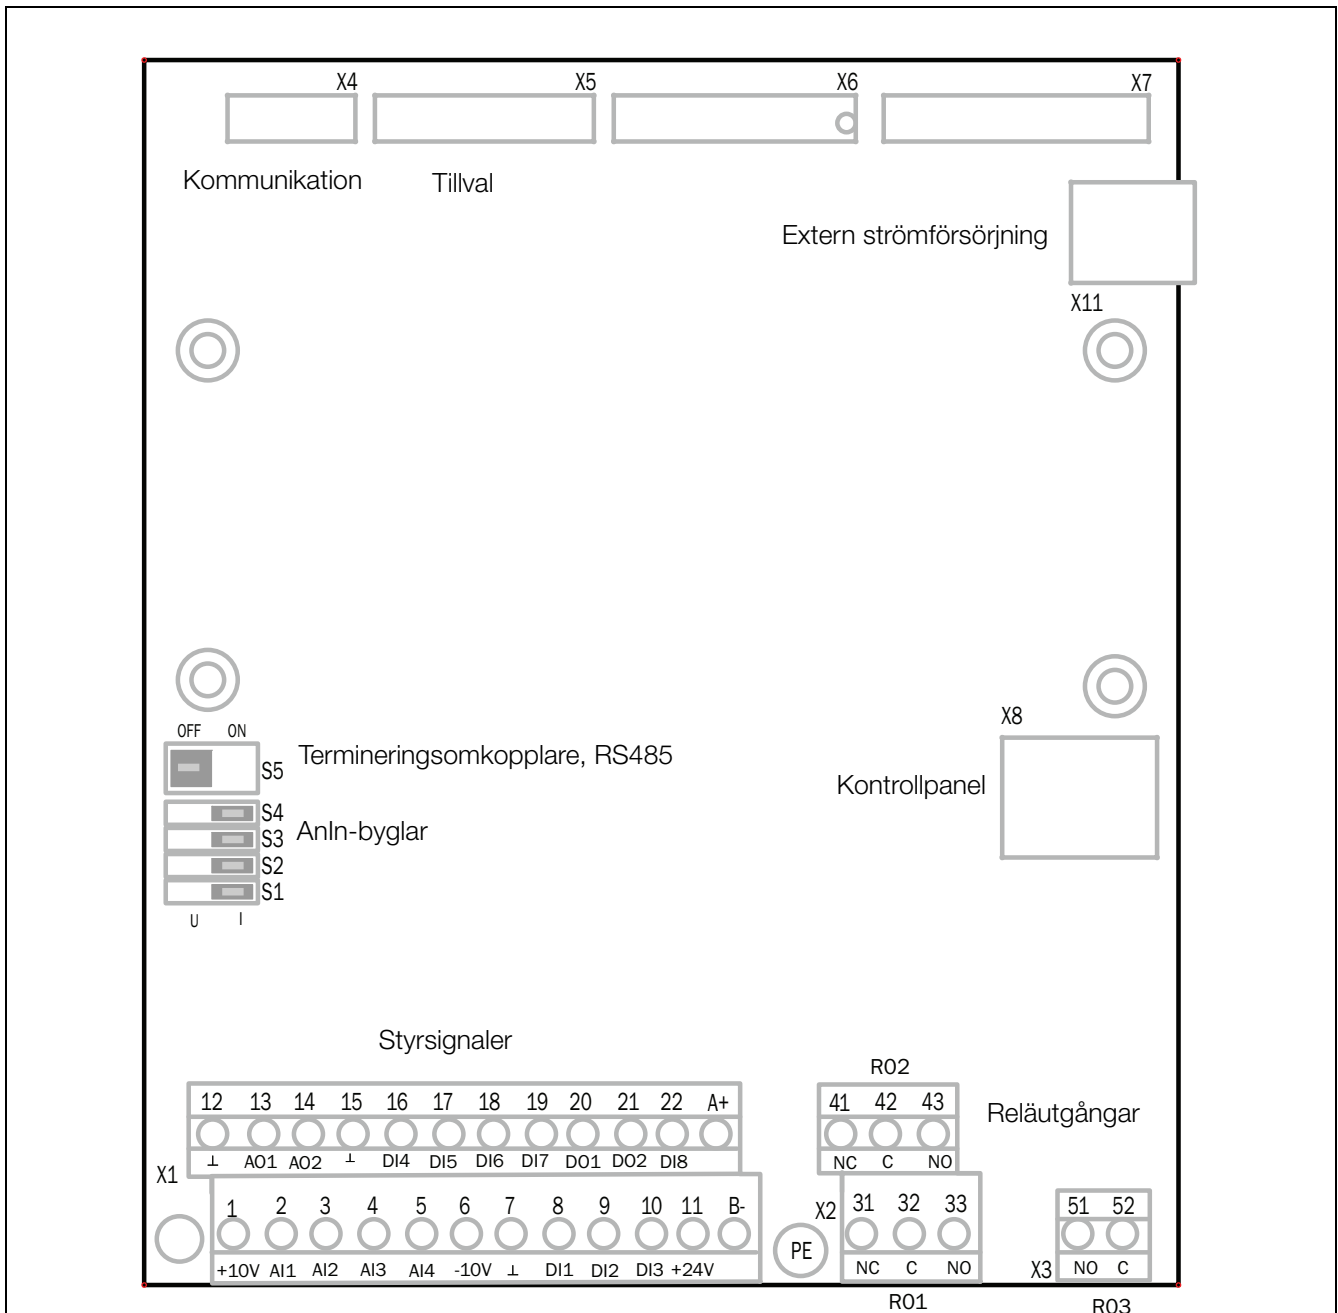 X4 X5 X6 X7
Kommunikation Tillval
Extern strömförsörjning
X11
X8
OFF ON
Termineringsomkopplare, RS485
S5
Kontrollpanel
S4
AnIn-byglar
S3
S2
S1
U I
Styrsignaler
R02
12 13 14 15 16 17 18 19 20 21 22 A+
41 42 43
Reläutgångar
⊥ AO1 AO2 ⊥ DI4 DI5 DI6 DI7 DO1 DO2 DI8
NC C NO
X1
1 2 3 4 5 6 7 8 9 10 11 B-
X2
31 32 33
51 52
PE
+10V AI1 AI2 AI3 AI4 -10V ⊥ DI1 DI2 DI3 +24V
NC C NO
X3
NO C
R01
R03